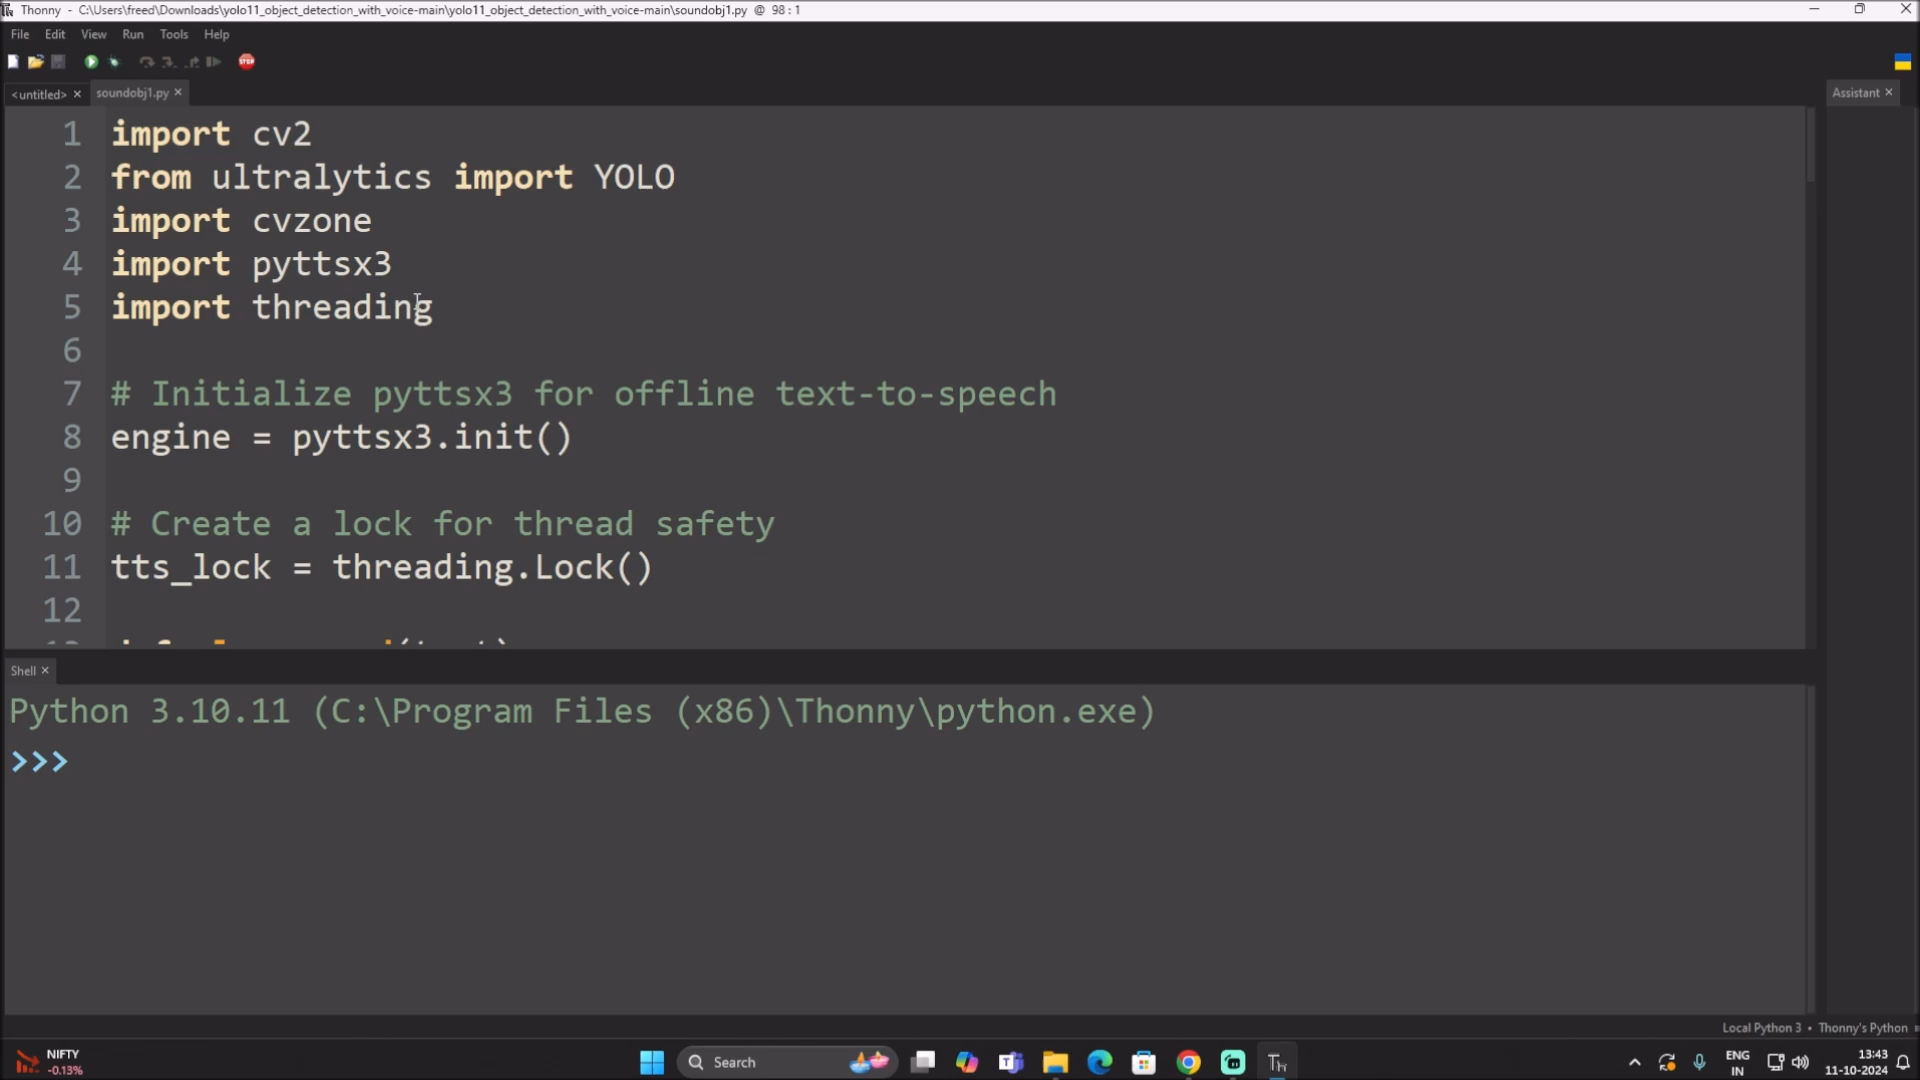 Thonny - C:\Users\freed\Downloads\yolo11_object_detection_with_voice-main\yolo11_object_detection_with_voice-main\soundobj1.py @ 98:1
File Edit View Run Tools Help
STOP
<untitled> × soundobj1.py × Assistant ×
1 import cv2
2 from ultralytics import YOLO
3 import cvzone
4 import pyttsx3
5 import threading
6
7 # Initialize pyttsx3 for offline text-to-speech
8 engine = pyttsx3.init()
9
10 # Create a lock for thread safety
11 tts_lock = threading.Lock()
12
Shell ×
Python 3.10.11 (C:\Program Files (x86)\Thonny\python.exe)
>>>
Local Python 3 • Thonny's Python
NIFTY
-0.13%
Search
ENG
IN
13:43
11-10-2024